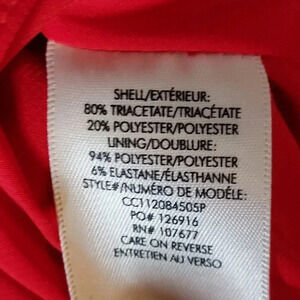 SHELL/EXTÉRIEUR:
80% TRIACETATE/TRIACÉTATE
20% POLYESTER/POLYESTER
LINING/DOUBLURE:
94% POLYESTER/POLYESTER
6% ELASTANE/ÉLASTHANNE
STYLE#/NUMÉRO DE MODÈLE:
CC112084505P
PO# 126916
RN# 107677
CARE ON REVERSE
ENTRETIEN AU VERSO